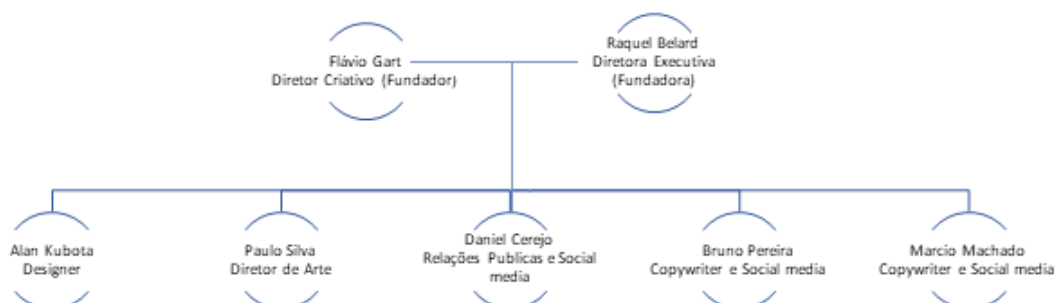 Flávio Gart
Diretor Criativo (Fundador)
Raquel Belard
Diretora Executiva
(Fundadora)
Alan Kubota
Designer
Paulo Silva
Diretor de Arte
Daniel Cerejo
Relações Publicas e Social
media
Bruno Pereira
Copywriter e Social media
Marcio Machado
Copywriter e Social media